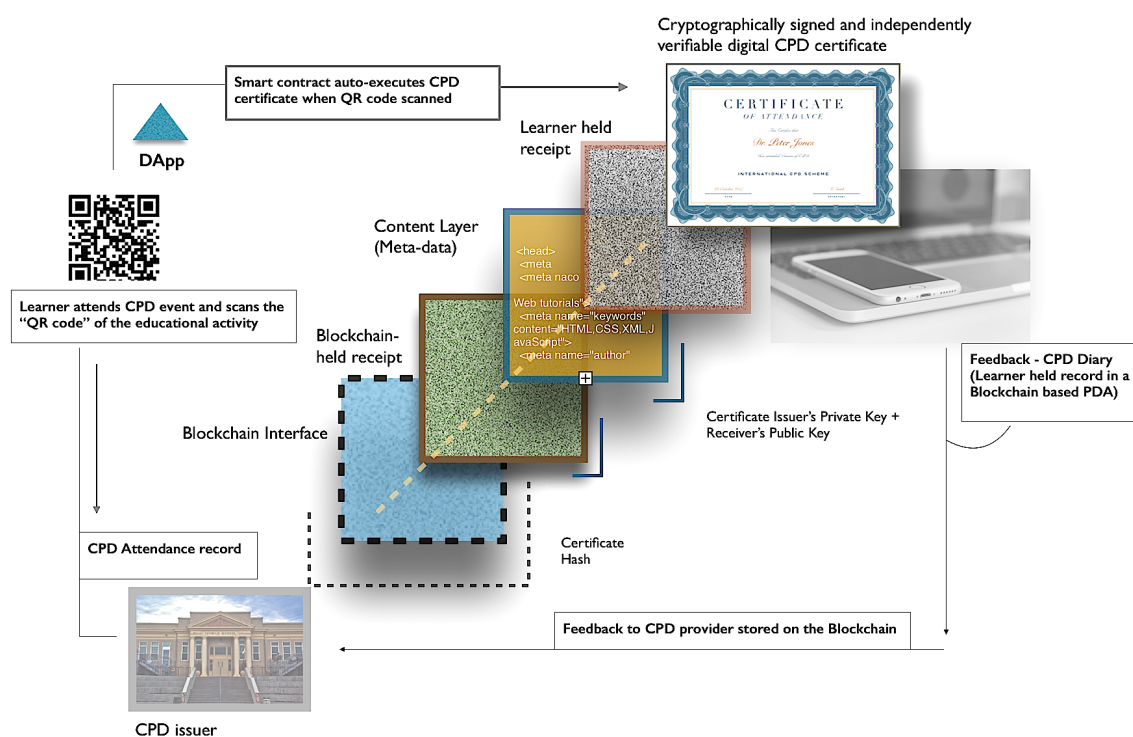 Cryptographically signed and independently
verifiable digital CPD certificate
Smart contract auto-executes CPD
certificate when QR code scanned
DApp
Learner held
receipt
CERTIFICATE
OF ATTENDANCE
Dr. Peter Jones
INTERNATIONAL CPD SCHEME
Content Layer
(Meta-data)
<head>
<meta
<meta naco
Web tutorials"
<meta name="keywords"
content="HTML,CSS,XML,J
avaScript">
<meta name="author"
Learner attends CPD event and scans the
“QR code” of the educational activity
Blockchain-
held receipt
Feedback - CPD Diary
(Learner held record in a
Blockchain based PDA)
Certificate Issuer's Private Key +
Receiver's Public Key
Blockchain Interface
CPD Attendance record
Certificate
Hash
Feedback to CPD provider stored on the Blockchain
CPD issuer